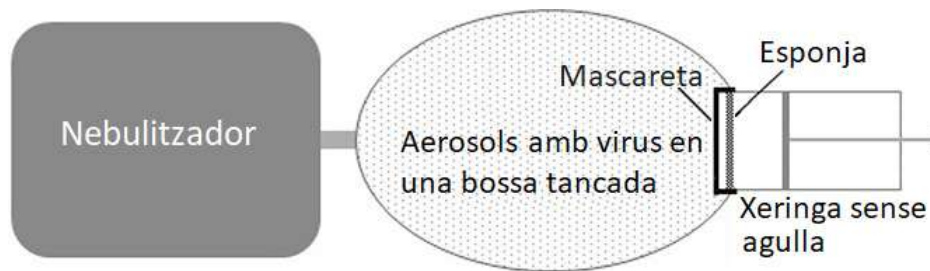 Nebulitzador
Mascareta
Esponja
Aerosols amb virus en
una bossa tancada
Xeringa sense
agulla